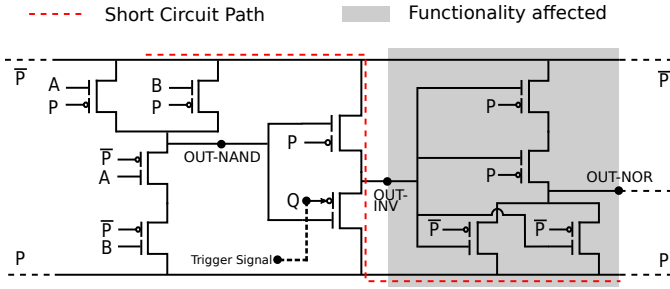 Short Circuit Path
Functionality affected
P̅
P̅
A
P
B
P
P
P
P̅
A
OUT-NAND
P
P
OUT-NOR
Q
OUT-
INV
P̅
B
P̅
P̅
Trigger Signal
P
P